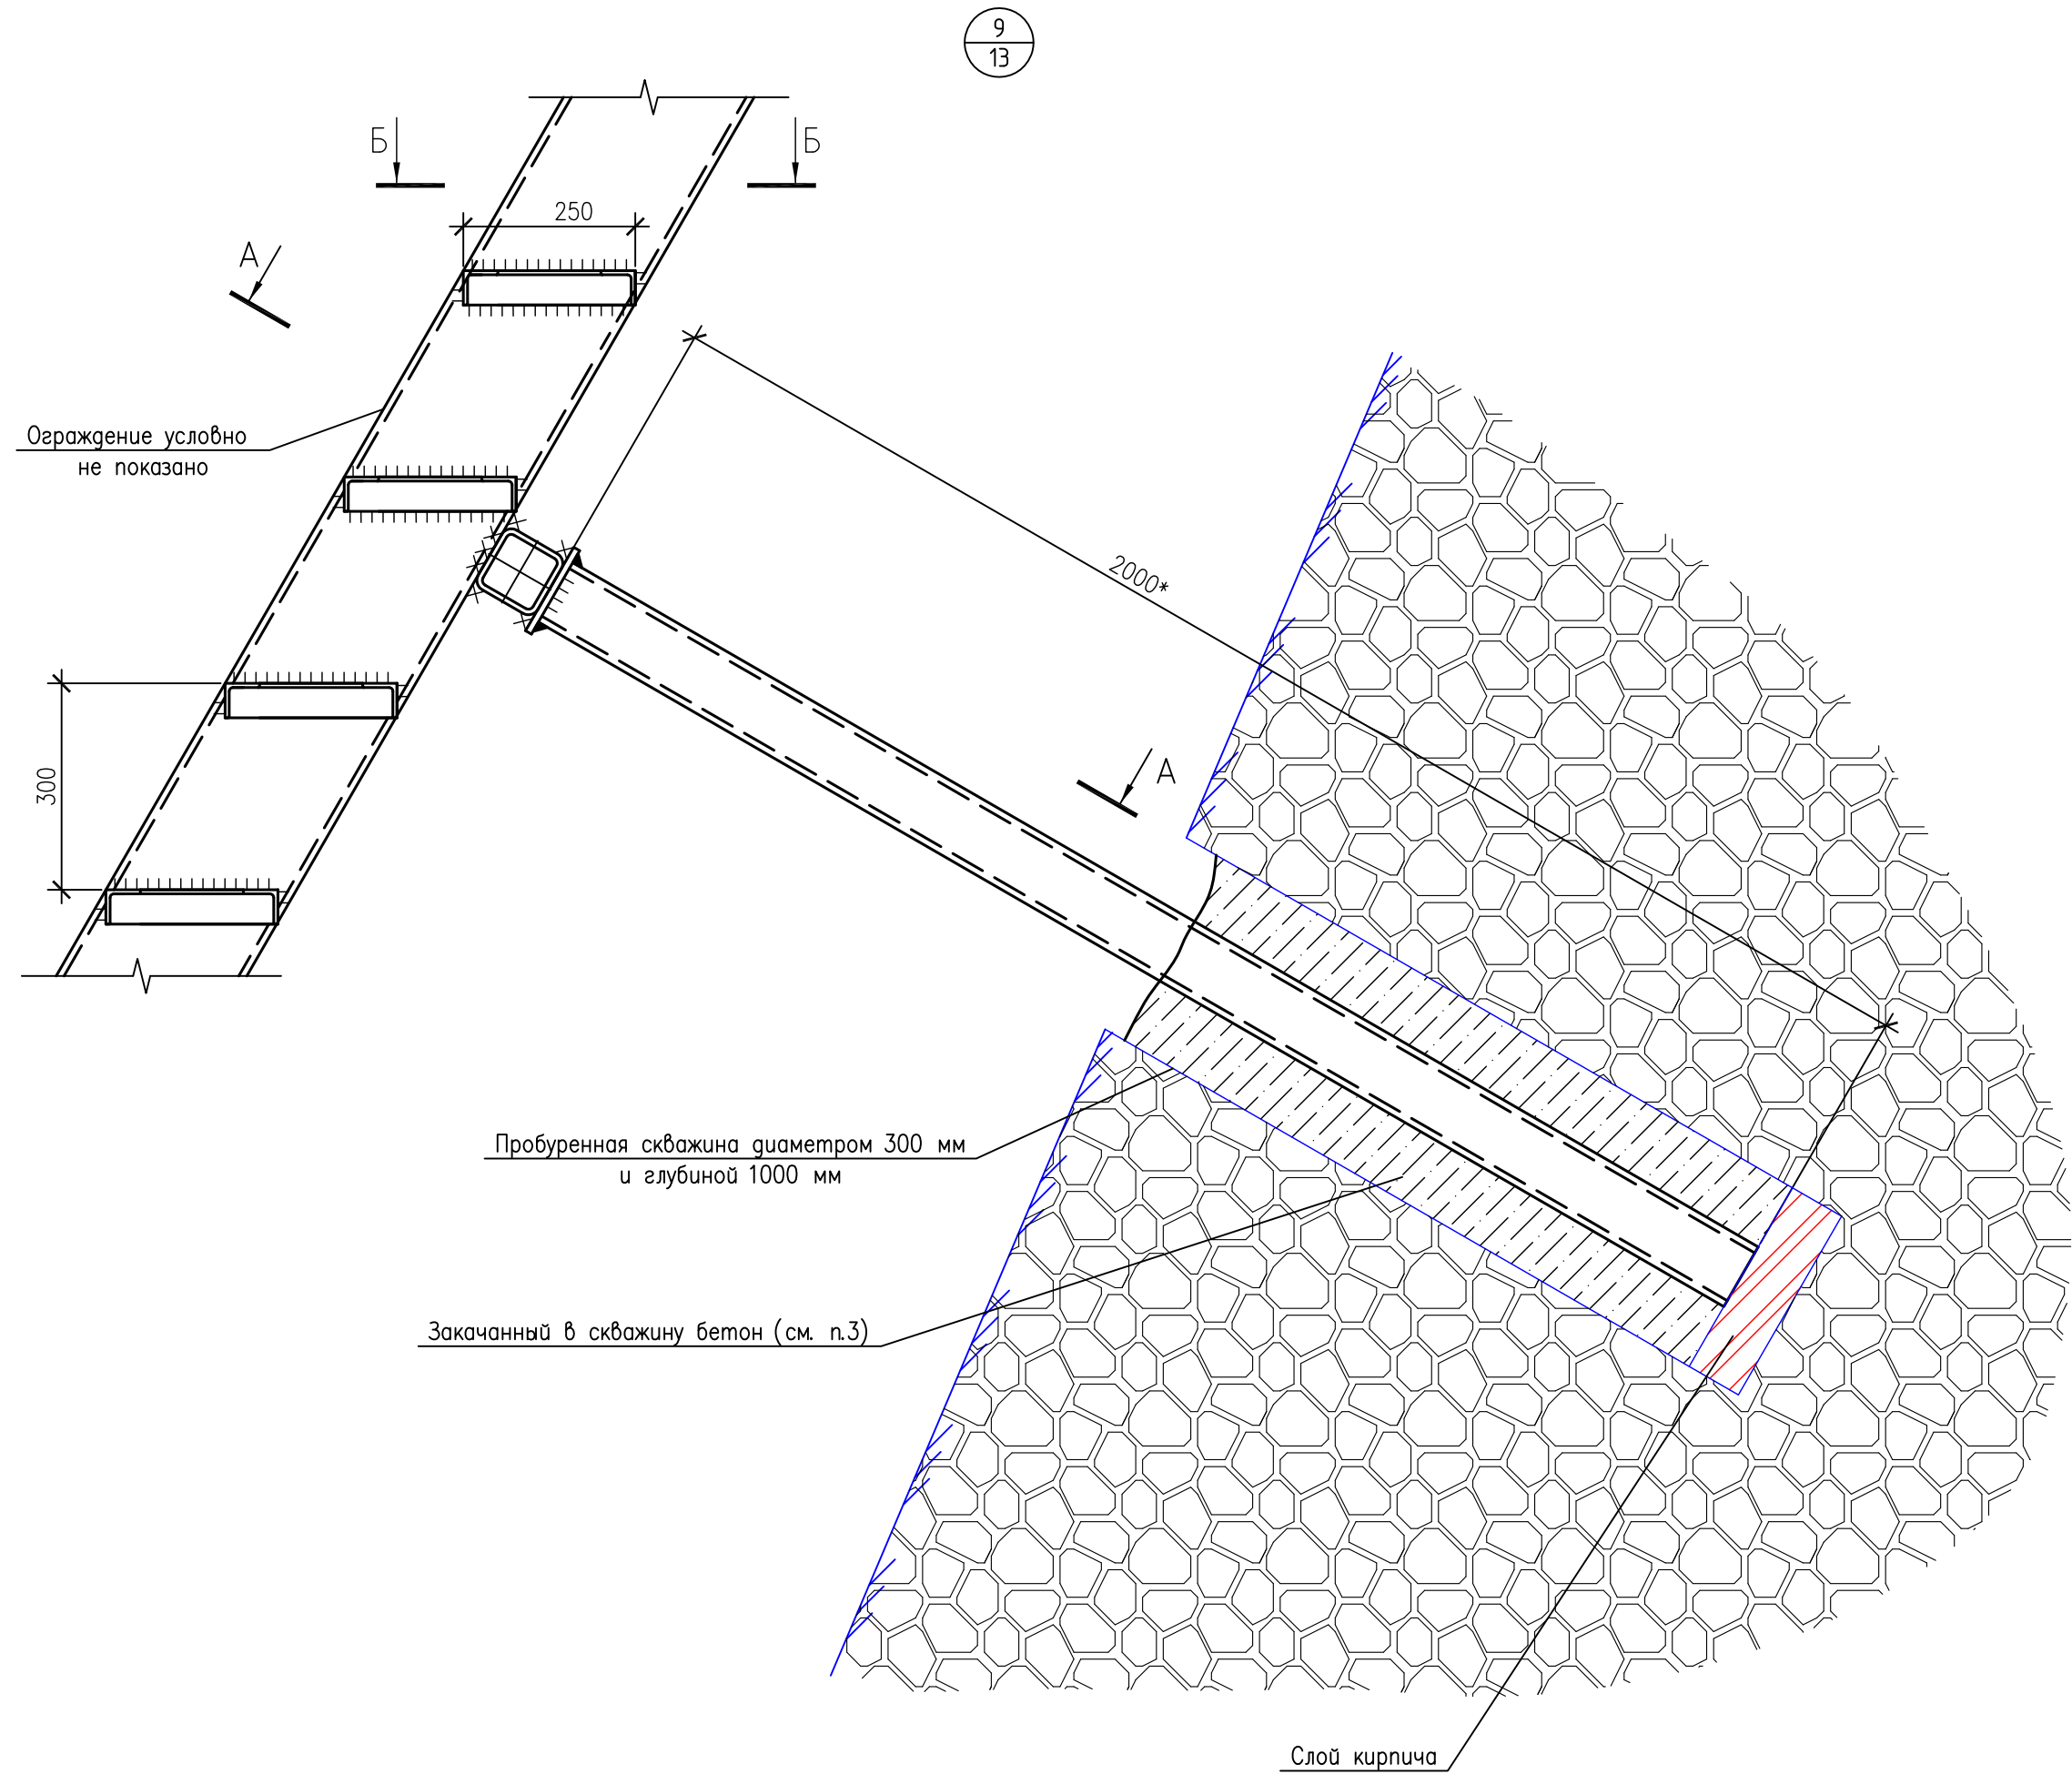 9
13
Б Б
250
А
Ограждение условно
не показано
2000*
300
А
Пробуренная скважина диаметром 300 мм
и глубиной 1000 мм
Закачанный в скважину бетон (см. п.3)
Слой кирпича